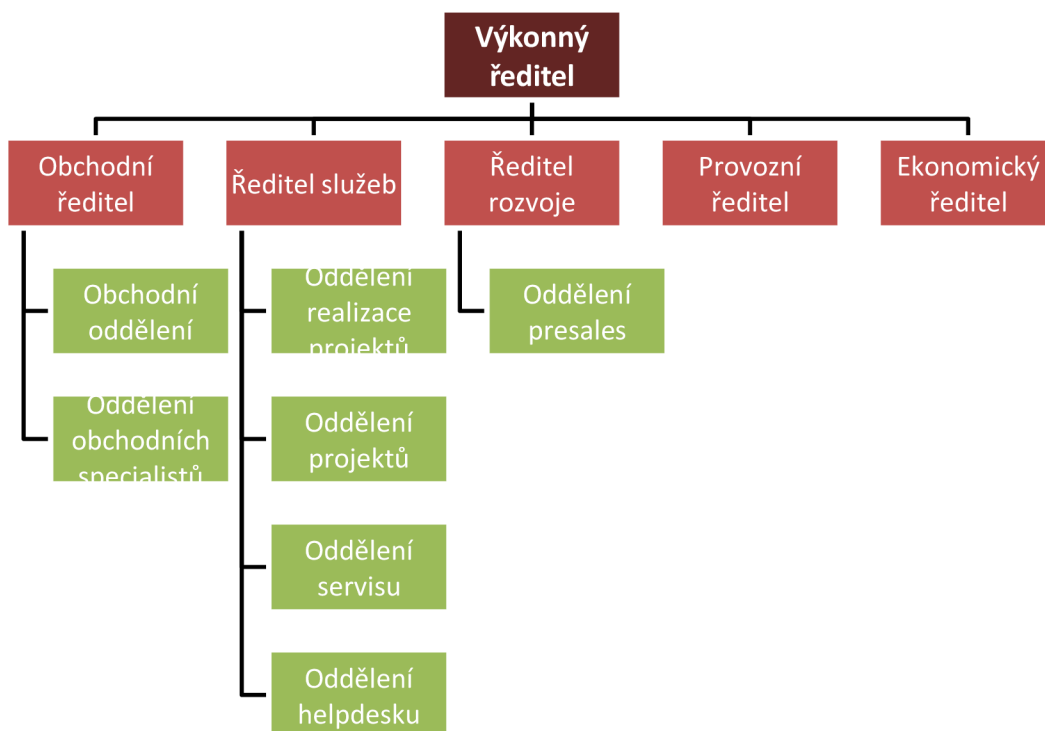 Výkonný
ředitel
Obchodní
ředitel
Ředitel služeb
Ředitel
rozvoje
Provozní
ředitel
Ekonomický
ředitel
Obchodní
oddělení
Oddělení
realizace
projektů
Oddělení
presales
Oddělení
obchodních
specialistů
Oddělení
projektů
Oddělení
servisu
Oddělení
helpdesku